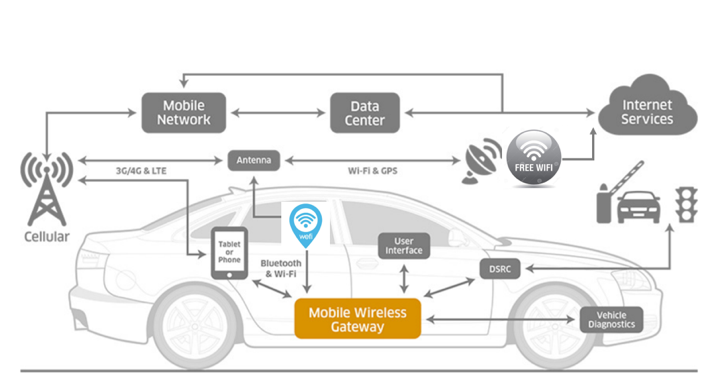 Mobile
Network
Data
Center
Internet
Services
Antenna
3G/4G & LTE
Wi-Fi & GPS
FREE WIFI
Cellular
Tablet
or
Phone
wefi
Bluetooth
& Wi-Fi
User
Interface
DSRC
Mobile Wireless
Gateway
Vehicle
Diagnostics